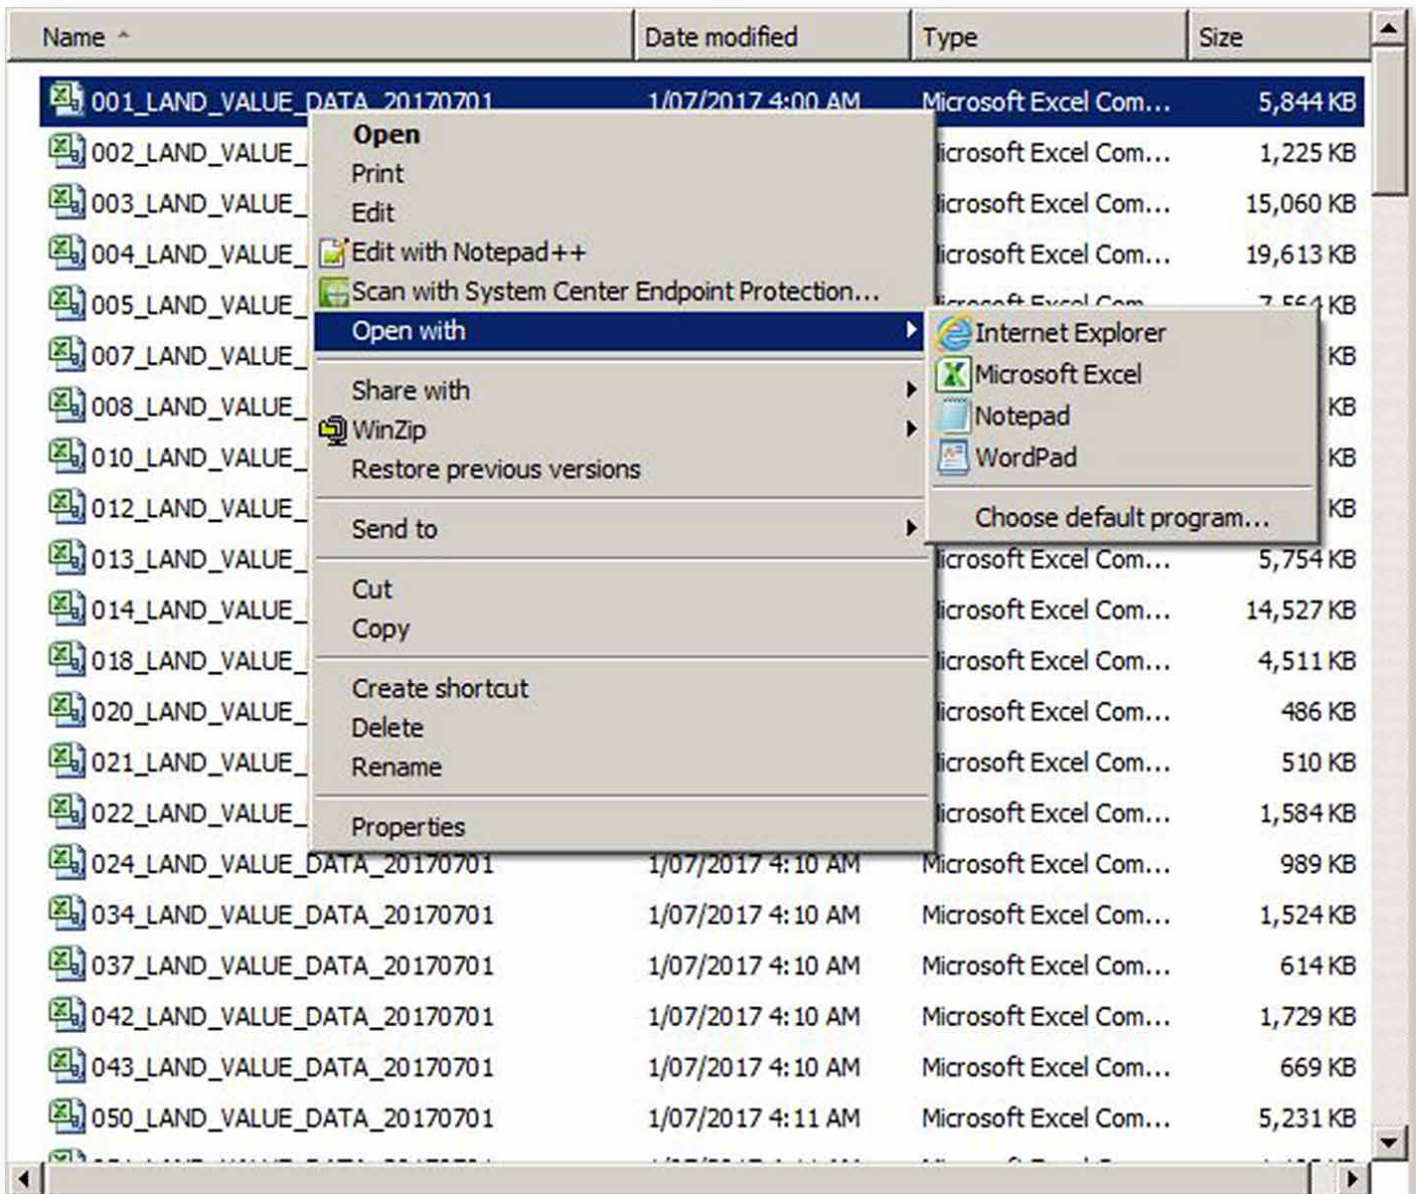 Name Date modified Type Size
001_LAND_VALUE_DATA_20170701 1/07/2017 4:00 AM Microsoft Excel Com... 5,844 KB
002_LAND_VALUE_ icrosoft Excel Com... 1,225 KB
003_LAND_VALUE_ icrosoft Excel Com... 15,060 KB
004_LAND_VALUE_ icrosoft Excel Com... 19,613 KB
005_LAND_VALUE_ icrosoft Excel Com... 7,564 KB
007_LAND_VALUE_ KB
008_LAND_VALUE_ KB
010_LAND_VALUE_ KB
012_LAND_VALUE_ KB
013_LAND_VALUE_ icrosoft Excel Com... 5,754 KB
014_LAND_VALUE_ icrosoft Excel Com... 14,527 KB
018_LAND_VALUE_ icrosoft Excel Com... 4,511 KB
020_LAND_VALUE_ icrosoft Excel Com... 486 KB
021_LAND_VALUE_ icrosoft Excel Com... 510 KB
022_LAND_VALUE_ icrosoft Excel Com... 1,584 KB
024_LAND_VALUE_DATA_20170701 1/07/2017 4:10 AM Microsoft Excel Com... 989 KB
034_LAND_VALUE_DATA_20170701 1/07/2017 4:10 AM Microsoft Excel Com... 1,524 KB
037_LAND_VALUE_DATA_20170701 1/07/2017 4:10 AM Microsoft Excel Com... 614 KB
042_LAND_VALUE_DATA_20170701 1/07/2017 4:10 AM Microsoft Excel Com... 1,729 KB
043_LAND_VALUE_DATA_20170701 1/07/2017 4:10 AM Microsoft Excel Com... 669 KB
050_LAND_VALUE_DATA_20170701 1/07/2017 4:11 AM Microsoft Excel Com... 5,231 KB
Open
Print
Edit
Edit with Notepad++
Scan with System Center Endpoint Protection...
Open with
Share with
WinZip
Restore previous versions
Send to
Cut
Copy
Create shortcut
Delete
Rename
Properties
Internet Explorer
Microsoft Excel
Notepad
WordPad
Choose default program...